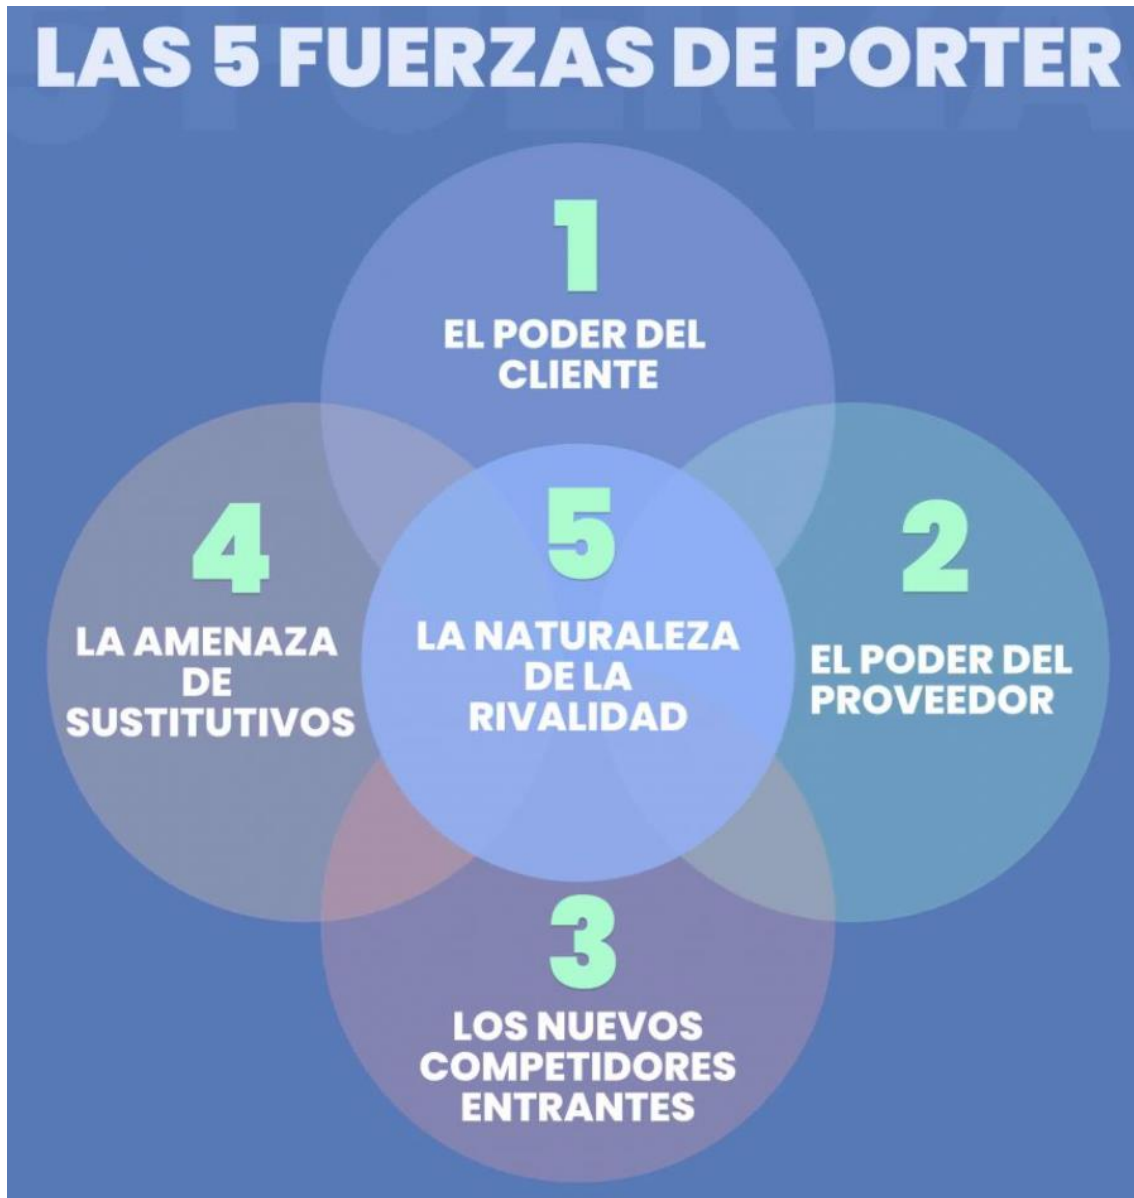 LAS 5 FUERZAS DE PORTER
1
EL PODER DEL
CLIENTE
4
LA AMENAZA
DE
SUSTITUTIVOS
5
LA NATURALEZA
DE LA
RIVALIDAD
2
EL PODER DEL
PROVEEDOR
3
LOS NUEVOS
COMPETIDORES
ENTRANTES